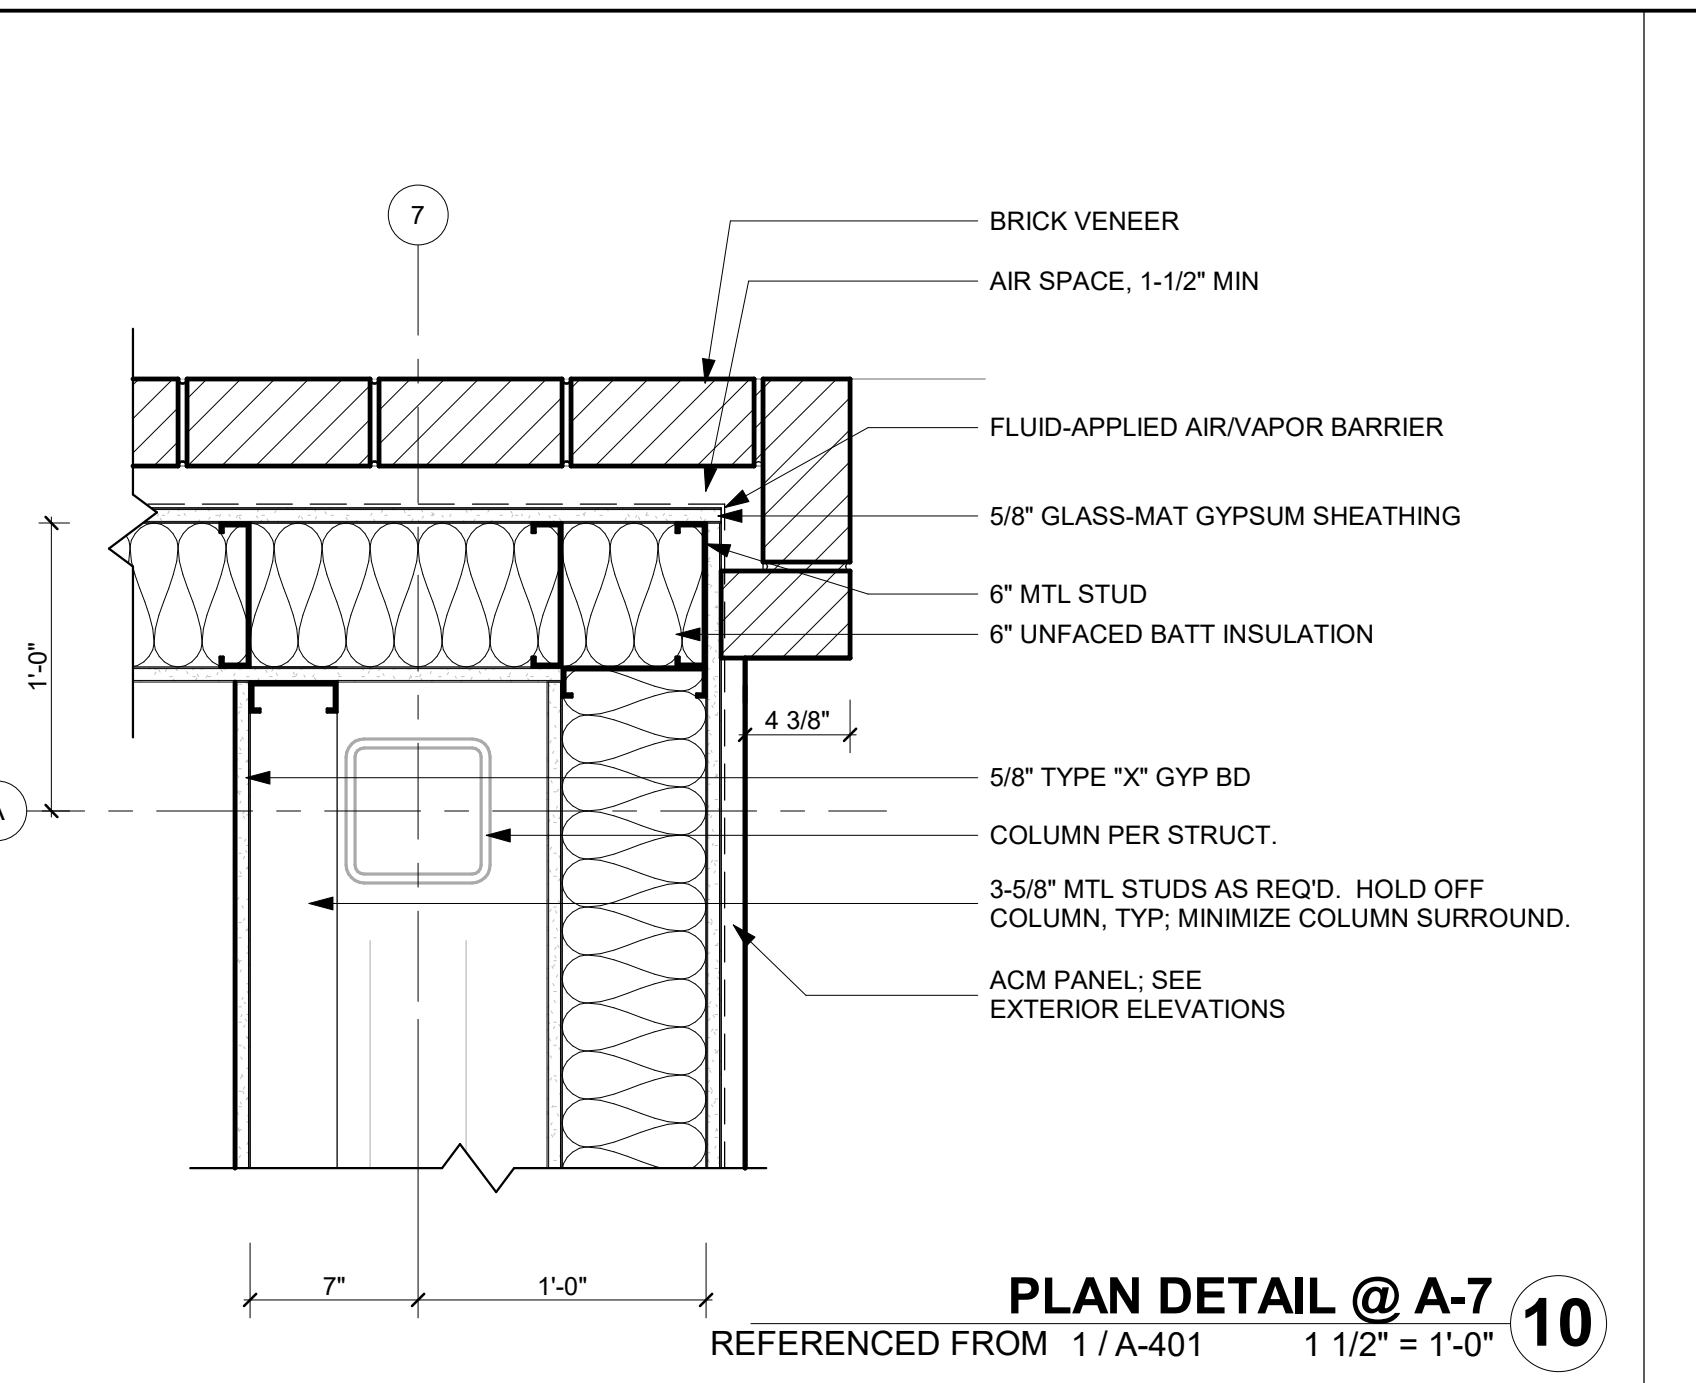 7
BRICK VENEER
AIR SPACE, 1-1/2" MIN
FLUID-APPLIED AIR/VAPOR BARRIER
5/8" GLASS-MAT GYPSUM SHEATHING
6" MTL STUD
6" UNFACED BATT INSULATION
1'-0"
4 3/8"
5/8" TYPE "X" GYP BD
A
COLUMN PER STRUCT.
3-5/8" MTL STUDS AS REQ'D. HOLD OFF
COLUMN, TYP; MINIMIZE COLUMN SURROUND.
ACM PANEL; SEE
EXTERIOR ELEVATIONS
7" 1'-0"
PLAN DETAIL @ A-7
10
REFERENCED FROM 1 / A-401 1 1/2" = 1'-0"